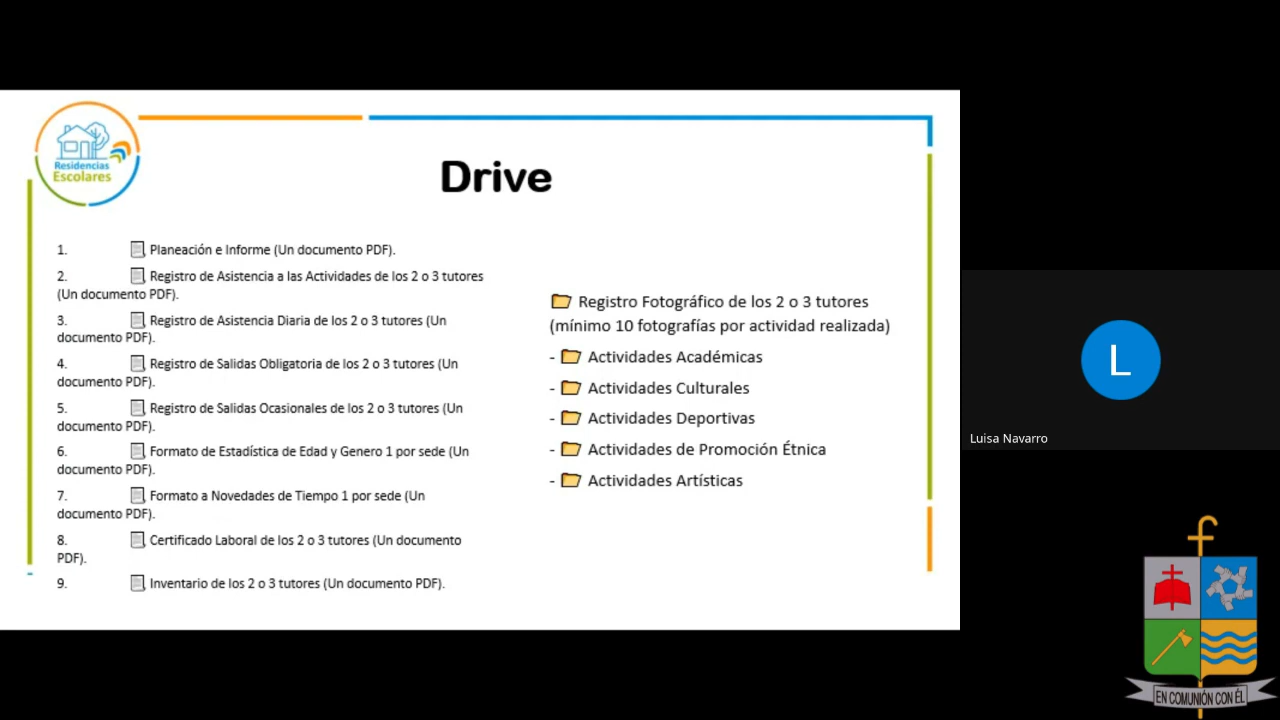 Residencias
Escolares
Drive
1. Planeación e Informe (Un documento PDF).
2. Registro de Asistencia a las Actividades de los 2 o 3 tutores
(Un documento PDF).
3. Registro de Asistencia Diaria de los 2 o 3 tutores (Un
documento PDF).
4. Registro de Salidas Obligatoria de los 2 o 3 tutores (Un
documento PDF).
5. Registro de Salidas Ocasionales de los 2 o 3 tutores (Un
documento PDF).
6. Formato de Estadística de Edad y Genero 1 por sede (Un
documento PDF).
7. Formato a Novedades de Tiempo 1 por sede (Un
documento PDF).
8. Certificado Laboral de los 2 o 3 tutores (Un documento
PDF).
9. Inventario de los 2 o 3 tutores (Un documento PDF).
Registro Fotográfico de los 2 o 3 tutores
(mínimo 10 fotografías por actividad realizada)
- Actividades Académicas
- Actividades Culturales
- Actividades Deportivas
- Actividades de Promoción Étnica
- Actividades Artísticas
L
Luisa Navarro
EN COMUNIÓN CON ÉL